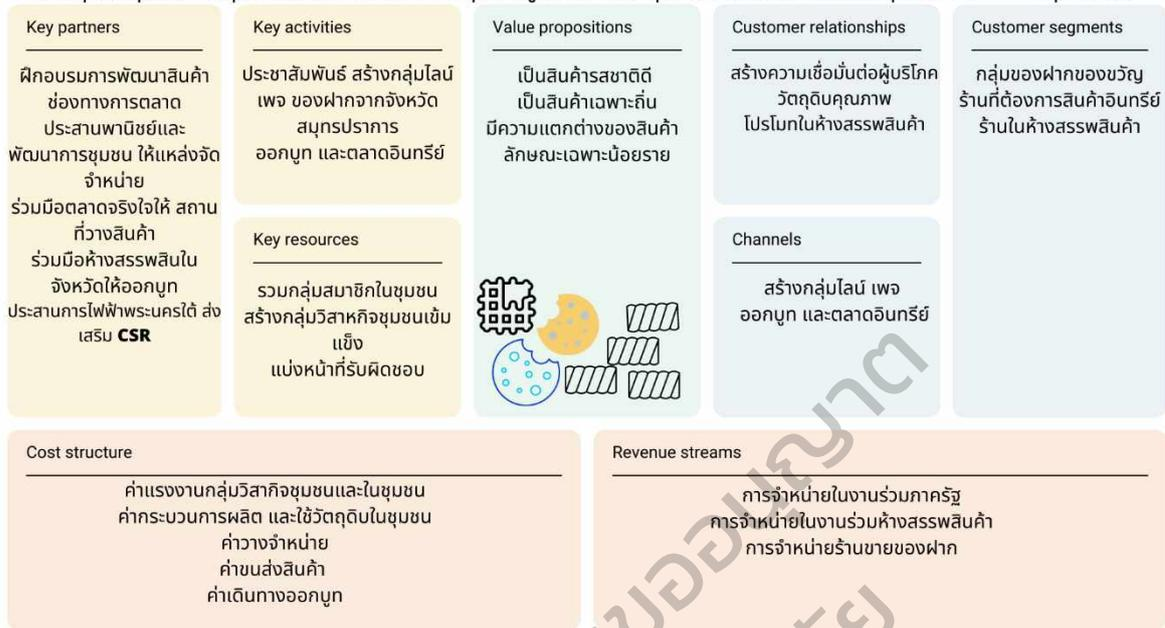 Key partners
ฝึกอบรมการพัฒนาสินค้า
ช่องทางการตลาด
ประสานพานิชย์และ
พัฒนาการชุมชน ให้แหล่งจัด
จำหน่าย
ร่วมมือตลาดจริงใจให้ สถาน
ที่วางสินค้า
ร่วมมือห้างสรรพสินใน
จังหวัดให้ออกบูท
ประสานการไฟฟ้าพระนครใต้ ส่ง
เสริม CSR
Key activities
ประชาสัมพันธ์ สร้างกลุ่มไลน์
เพจ ของฝากจากจังหวัด
สมุทรปราการ
ออกบูท และตลาดอินทรีย์
Key resources
รวมกลุ่มสมาชิกในชุมชน
สร้างกลุ่มวิสาหกิจชุมชนเข้ม
แข็ง
แบ่งหน้าที่รับผิดชอบ
Value propositions
เป็นสินค้ารสชาติดี
เป็นสินค้าเฉพาะถิ่น
มีความแตกต่างของสินค้า
ลักษณะเฉพาะน้อยราย
Customer relationships
สร้างความเชื่อมั่นต่อผู้บริโภค
วัตถุดิบคุณภาพ
โปรโมทในห้างสรรพสินค้า
Channels
สร้างกลุ่มไลน์ เพจ
ออกบูท และตลาดอินทรีย์
Customer segments
กลุ่มของฝากของขวัญ
ร้านที่ต้องการสินค้าอินทรีย์
ร้านในห้างสรรพสินค้า
Cost structure
ค่าแรงงานกลุ่มวิสากิจชุมชนและในชุมชน
ค่ากระบวนการผลิต และใช้วัตถุดิบในชุมชน
ค่าวางจำหน่าย
ค่าขนส่งสินค้า
ค่าเดินทางออกบูท
Revenue streams
การจำหน่ายในงานร่วมภาครัฐ
การจำหน่ายในงานร่วมห้างสรรพสินค้า
การจำหน่ายร้านขายของฝาก